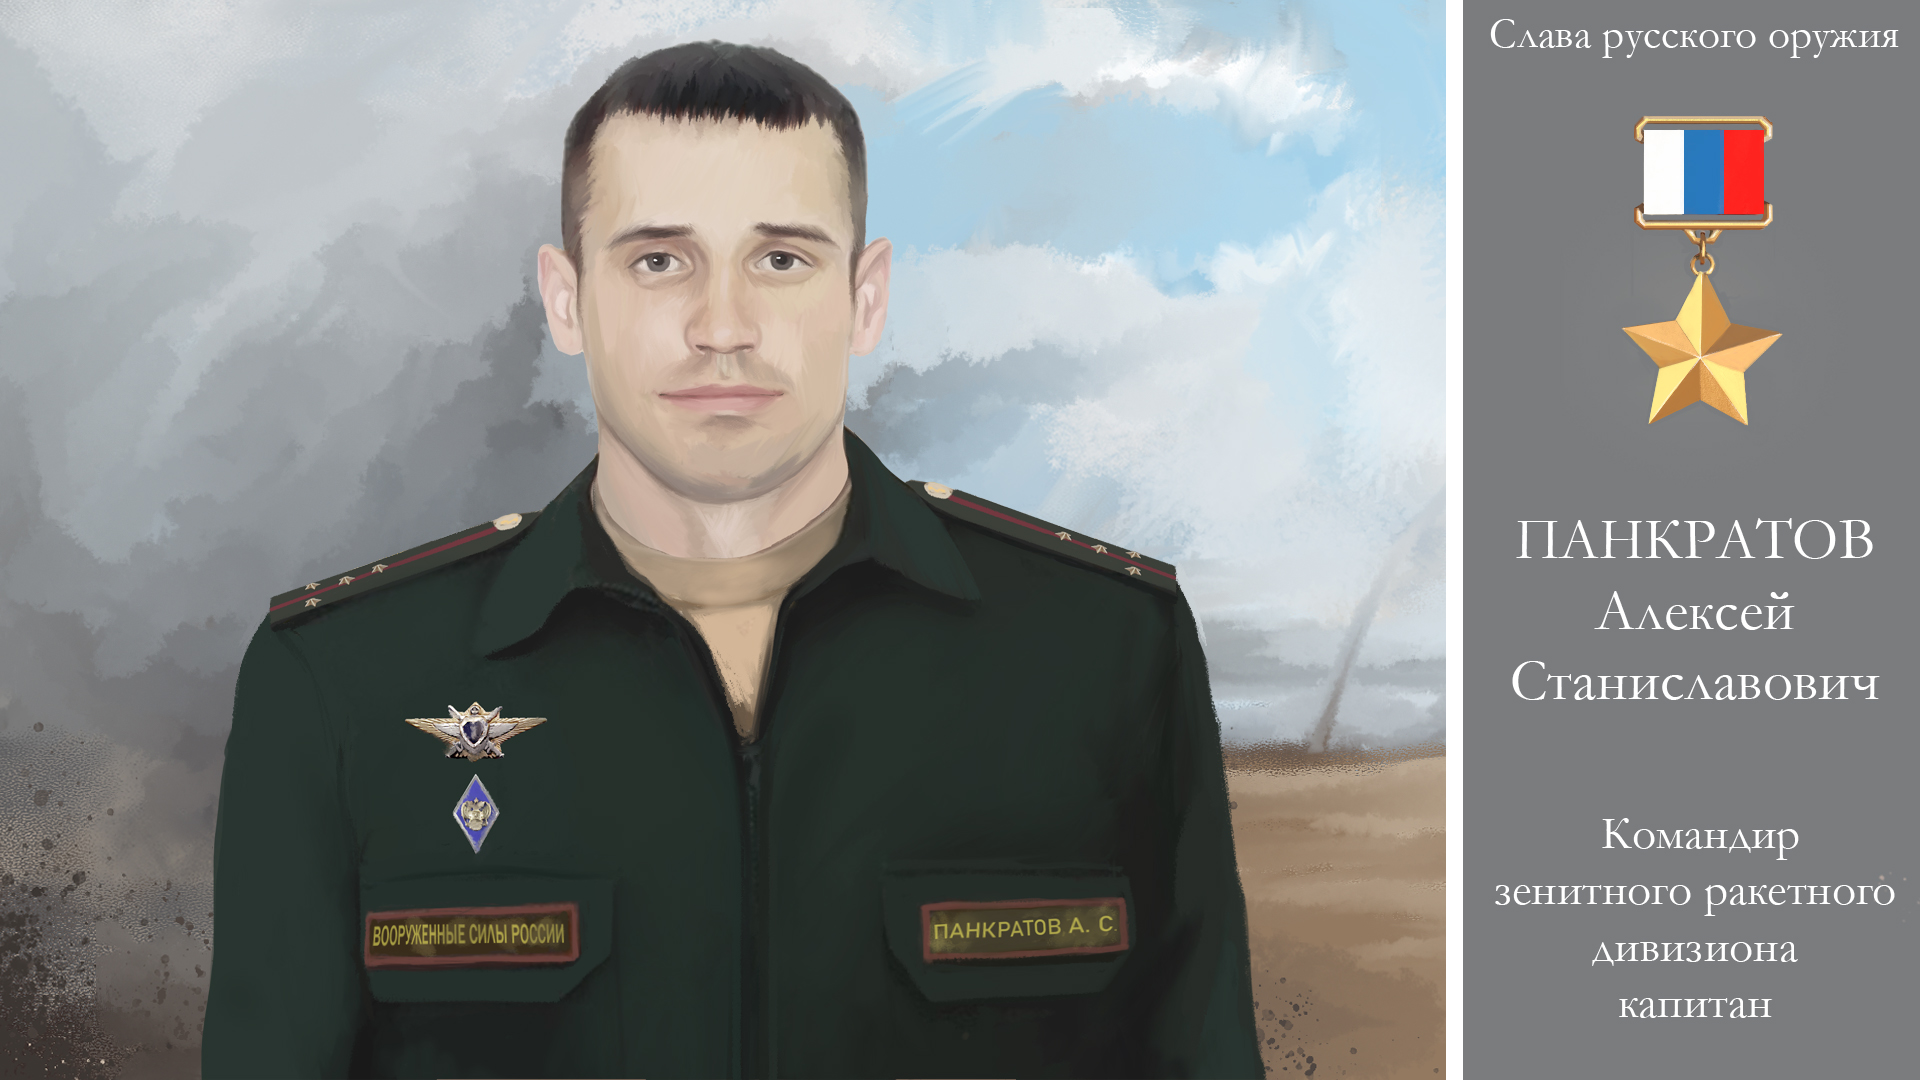 Слава русского оружия
ПАНКРАТОВ
Алексей
Станиславович
Командир
зенитного ракетного
дивизиона
капитан
ВООРУЖЕННЫЕ СИЛЫ РОССИИ
ПАНКРАТОВ А. С.